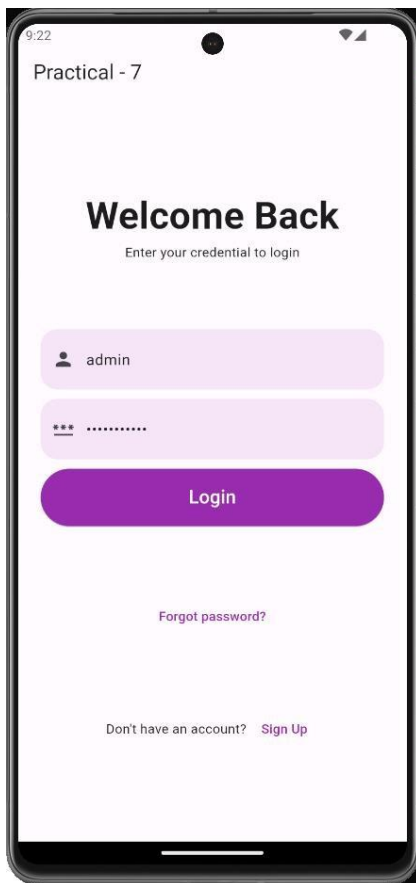 9:22
Practical - 7
Welcome Back
Enter your credential to login
admin
***
•••••••••••
Login
Forgot password?
Don't have an account? Sign Up